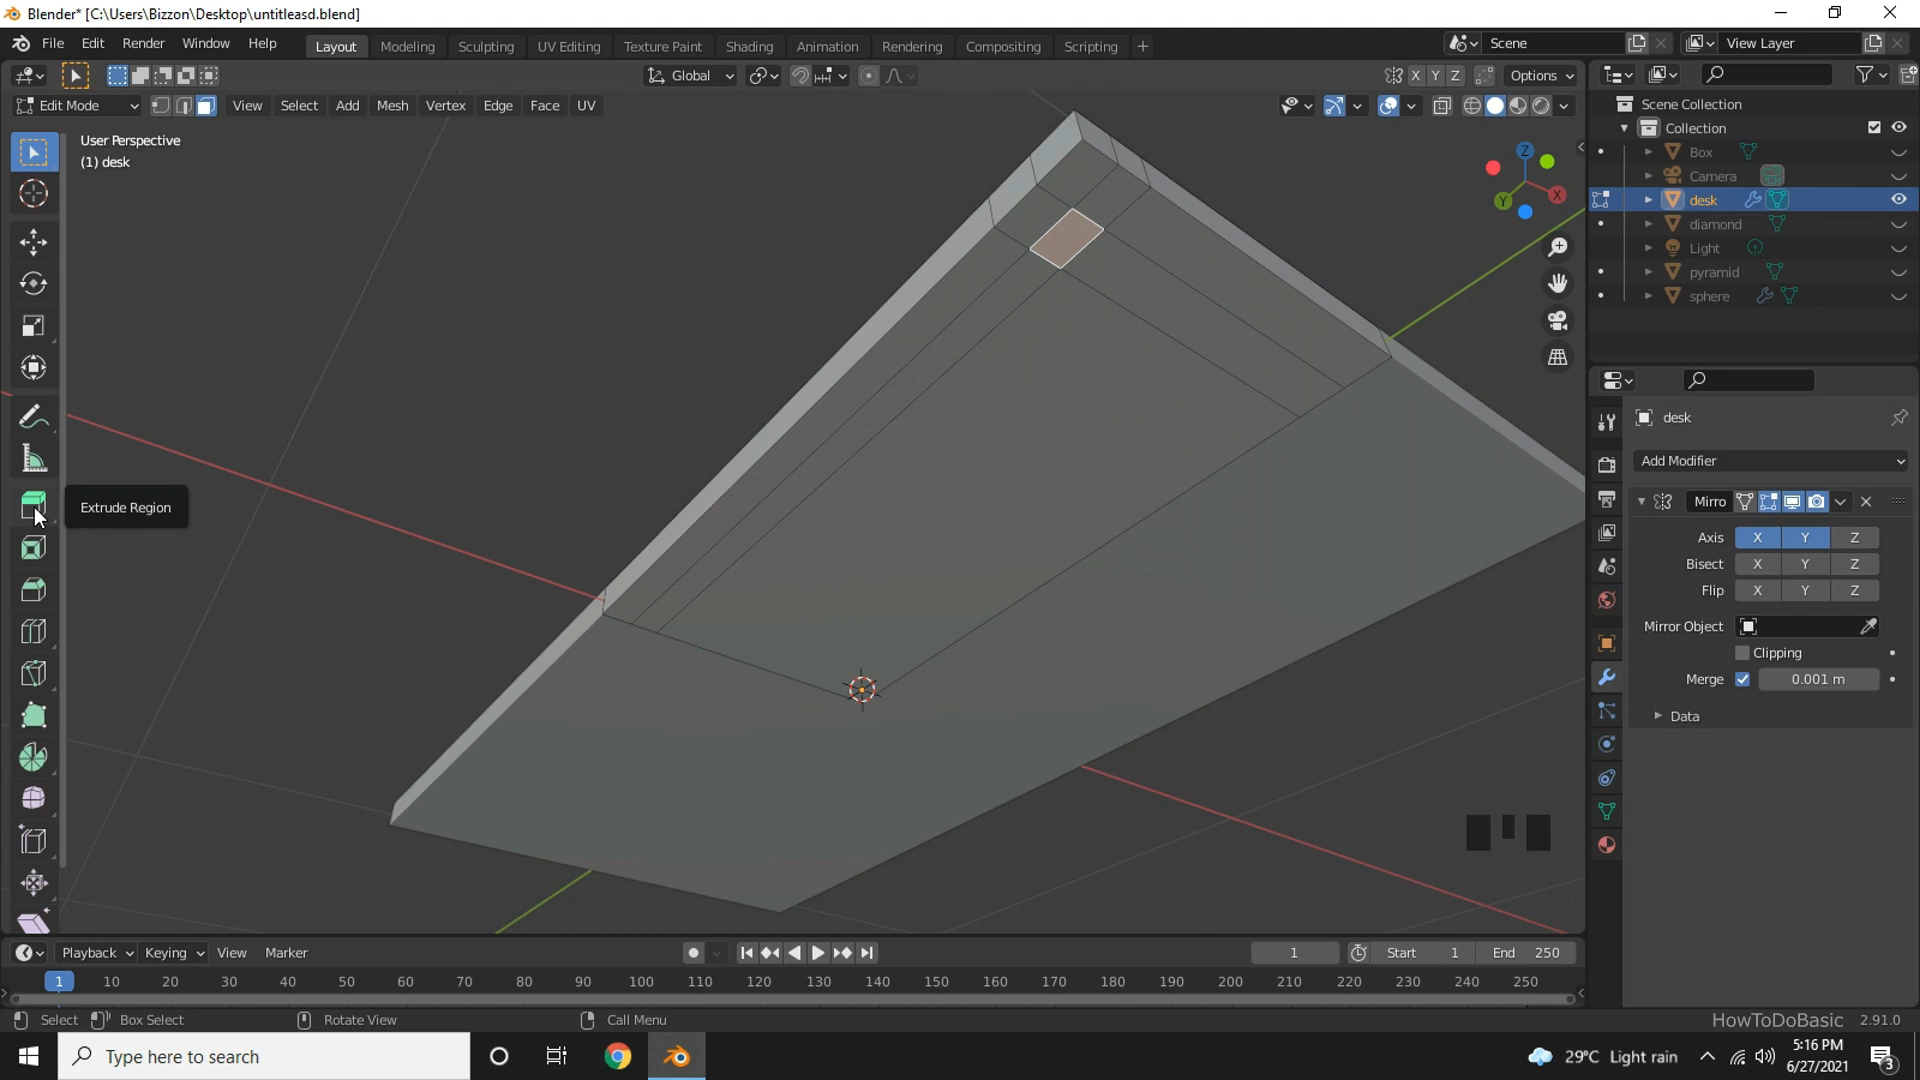 Blender* [C:\Users\Bizzon\Desktop\untitleasd.blend]
File Edit Render Window Help Layout Modeling Sculpting UV Editing Texture Paint Shading Animation Rendering Compositing Scripting + Scene View Layer
Global X Y Z Options
Edit Mode View Select Add Mesh Vertex Edge Face UV
User Perspective
(1) desk
Z
Y
X
Extrude Region
Scene Collection
Collection
Box
Camera
desk
diamond
Light
pyramid
sphere
desk
Add Modifier
Mirro
Axis X Y Z
Bisect X Y Z
Flip X Y Z
Mirror Object
Clipping
Merge 0.001 m
Data
Playback Keying View Marker 1 Start 1 End 250
1 10 20 30 40 50 60 70 80 90 100 110 120 130 140 150 160 170 180 190 200 210 220 230 240 250
Select Box Select Rotate View Call Menu HowToDoBasic 2.91.0
Type here to search 29°C Light rain 5:16 PM
6/27/2021 3